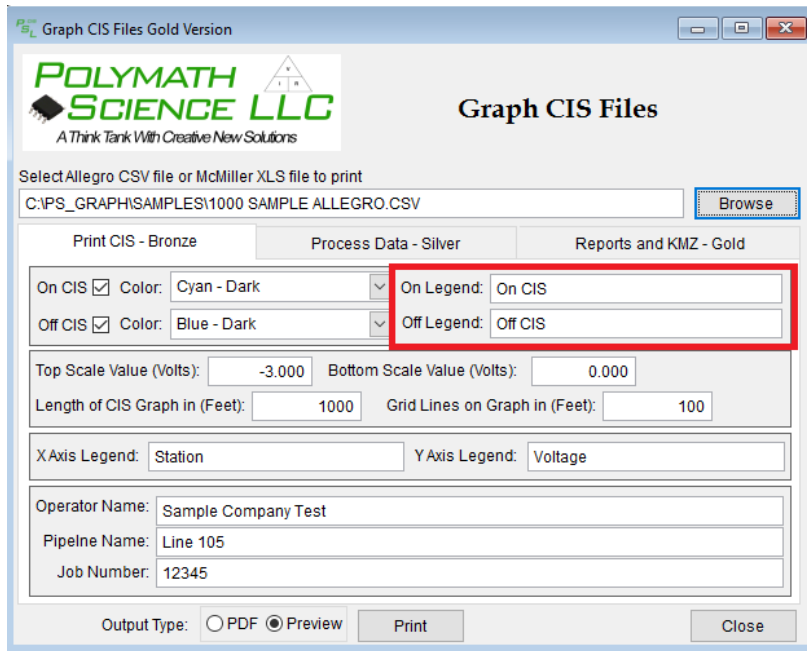 Graph CIS Files Gold Version
POLYMATH
SCIENCE LLC
A Think Tank With Creative New Solutions
Graph CIS Files
Select Allegro CSV file or McMiller XLS file to print
C:\PS_GRAPH\SAMPLES\1000 SAMPLE ALLEGRO.CSV Browse
Print CIS - Bronze Process Data - Silver Reports and KMZ - Gold
On CIS Color: Cyan - Dark On Legend: On CIS
Off CIS Color: Blue - Dark Off Legend: Off CIS
Top Scale Value (Volts): -3.000 Bottom Scale Value (Volts): 0.000
Length of CIS Graph in (Feet): 1000 Grid Lines on Graph in (Feet): 100
X Axis Legend: Station Y Axis Legend: Voltage
Operator Name: Sample Company Test
Pipelne Name: Line 105
Job Number: 12345
Output Type: PDF Preview Print Close